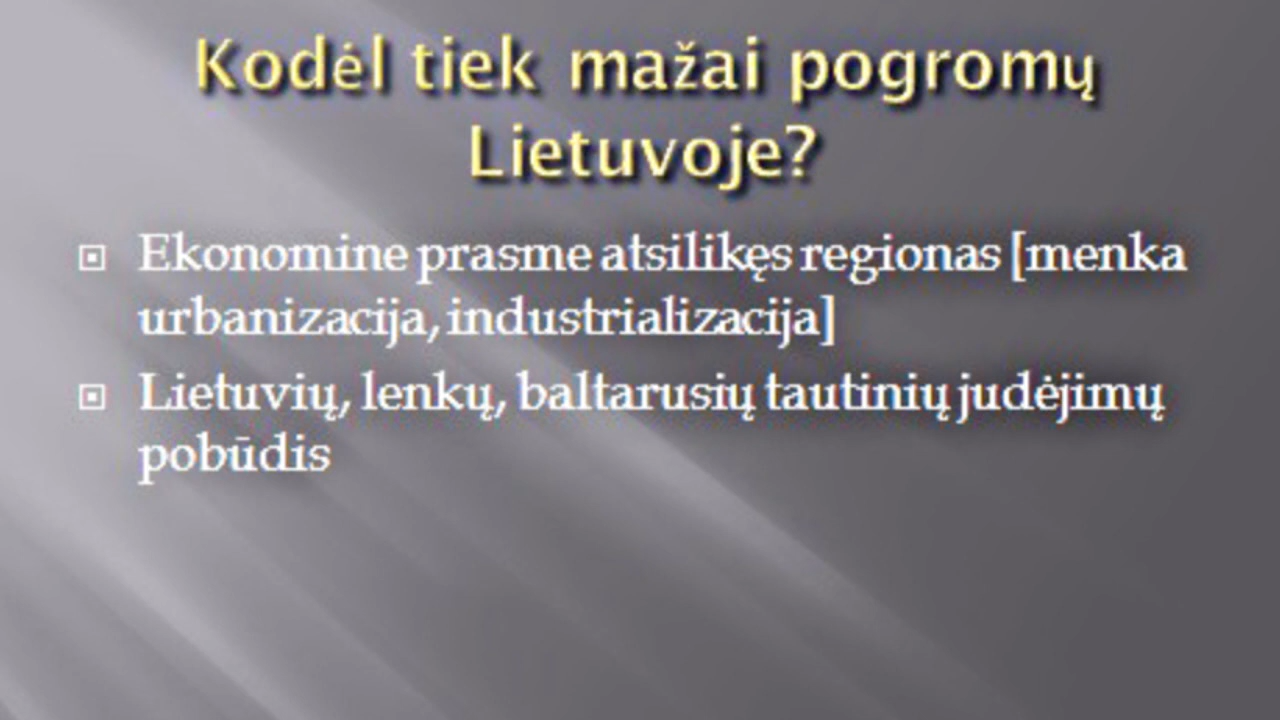 Kodėl tiek mažai pogromų
Lietuvoje?
Ekonomine prasme atsilikęs regionas [menka
urbanizacija, industrializacija]
Lietuvių, lenkų, baltarusių tautinių judėjimų
pobūdis